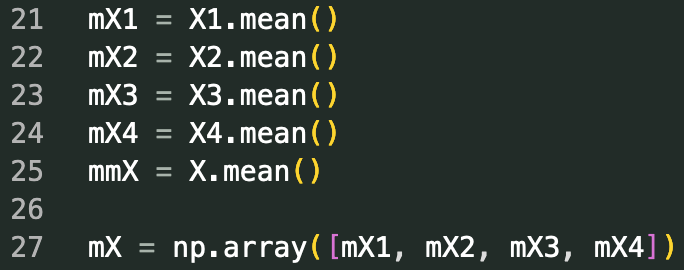 21 mX1 = X1.mean()
22 mX2 = X2.mean()
23 mX3 = X3.mean()
24 mX4 = X4.mean()
25 mmX = X.mean()
26
27 mX = np.array([mX1, mX2, mX3, mX4])